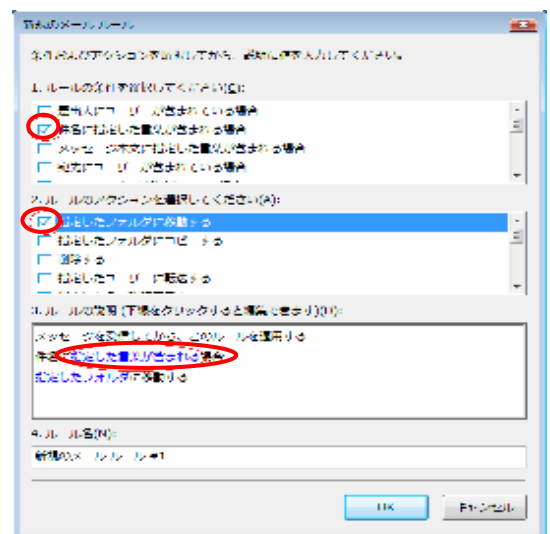 新規のメール ルール
条件およびアクションを選択してから、説明に値を入力してください。
1. ルールの条件を選択してください(C):
差出人にユーザーが含まれている場合
件名に指定した言葉が含まれる場合
メッセージ本文に指定した言葉が含まれる場合
宛先にユーザーが含まれている場合
2. ルールのアクションを選択してください(A):
指定したフォルダに移動する
指定したフォルダにコピーする
削除する
指定したユーザーに転送する
3. ルールの説明 (下線をクリックすると編集できます)(D):
メッセージを受信してから、このルールを適用する
件名に指定した言葉が含まれる場合
指定したフォルダに移動する
4. ルール名(N):
新規のメール ルール #1
OK
キャンセル